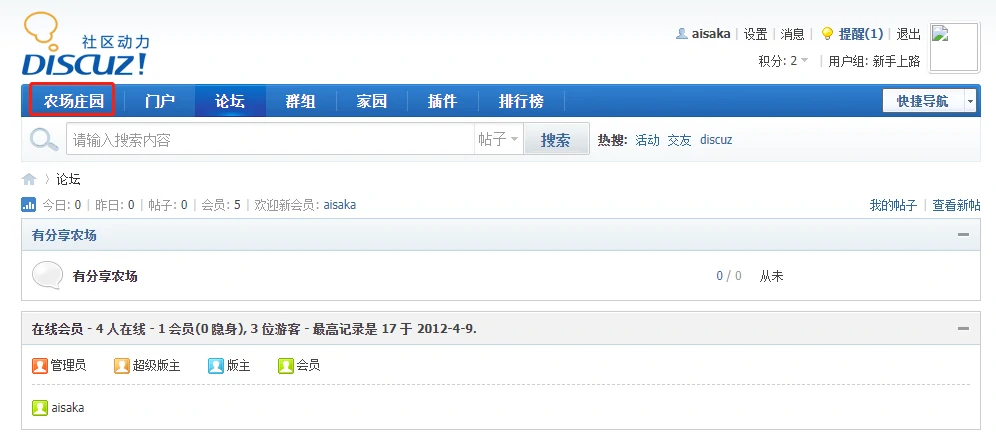 社区动力
DISCUZ!
aisaka | 设置 | 消息 | 提醒(1) | 退出
积分: 2 | 用户组: 新手上路
农场庄园 门户 论坛 群组 家园 插件 排行榜 快捷导航
请输入搜索内容 帖子 搜索 热搜: 活动 交友 discuz
论坛
今日: 0 | 昨日: 0 | 帖子: 0 | 会员: 5 | 欢迎新会员: aisaka 我的帖子 | 查看新帖
有分享农场
有分享农场 0 / 0 从未
在线会员 - 4 人在线 - 1 会员(0 隐身), 3 位游客 - 最高记录是 17 于 2012-4-9.
管理员 超级版主 版主 会员
aisaka